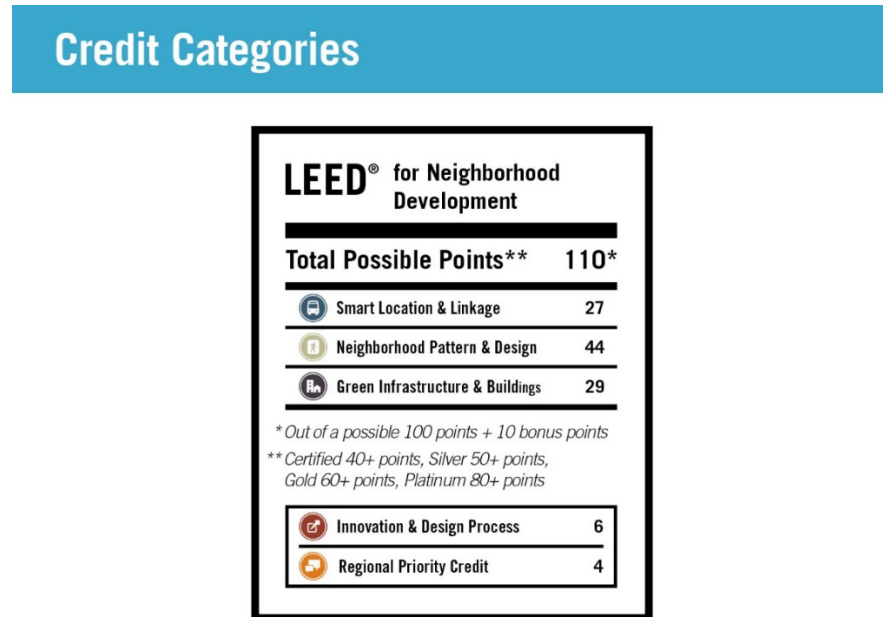 Credit Categories
LEED® for Neighborhood
Development
Total Possible Points** 110*
Smart Location & Linkage 27
Neighborhood Pattern & Design 44
Green Infrastructure & Buildings 29
* Out of a possible 100 points + 10 bonus points
** Certified 40+ points, Silver 50+ points,
Gold 60+ points, Platinum 80+ points
Innovation & Design Process 6
Regional Priority Credit 4